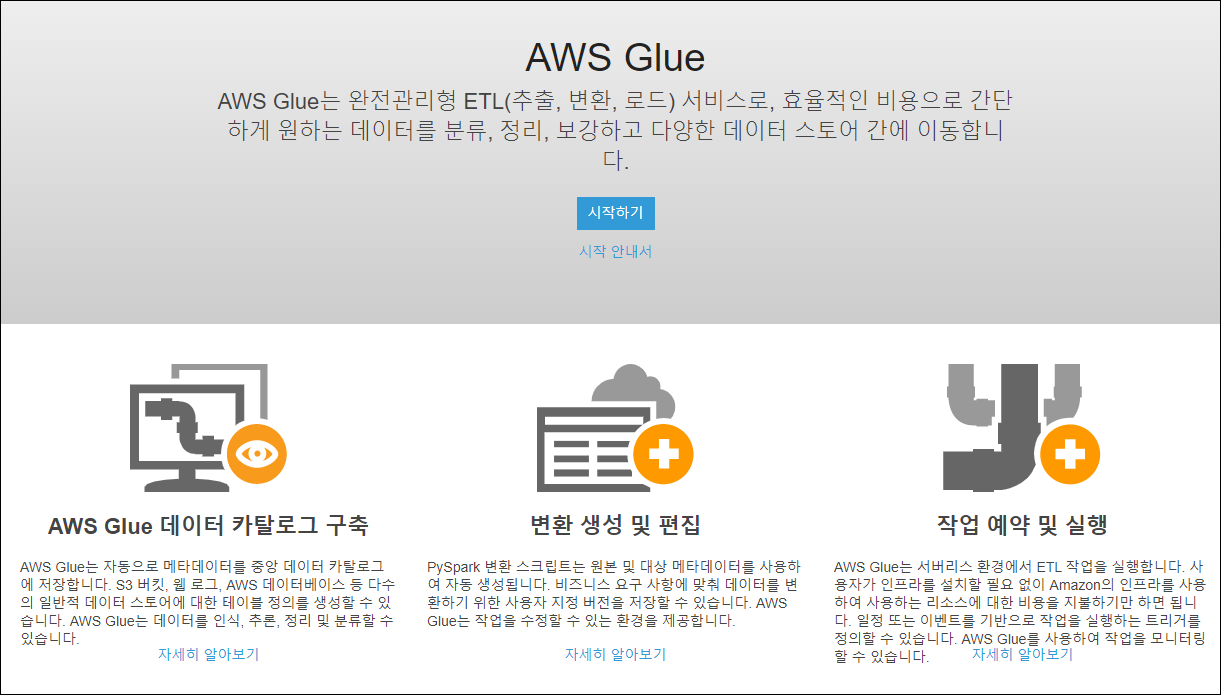 AWS Glue
AWS Glue는 완전관리형 ETL(추출, 변환, 로드) 서비스로, 효율적인 비용으로 간단
하게 원하는 데이터를 분류, 정리, 보강하고 다양한 데이터 스토어 간에 이동합니
다.
시작하기
시작 안내서
AWS Glue 데이터 카탈로그 구축
AWS Glue는 자동으로 메타데이터를 중앙 데이터 카탈로그
에 저장합니다. S3 버킷, 웹 로그, AWS 데이터베이스 등 다수
의 일반적 데이터 스토어에 대한 테이블 정의를 생성할 수 있
습니다. AWS Glue는 데이터를 인식, 추론, 정리 및 분류할 수
있습니다.
자세히 알아보기
변환 생성 및 편집
PySpark 변환 스크립트는 원본 및 대상 메타데이터를 사용하
여 자동 생성됩니다. 비즈니스 요구 사항에 맞춰 데이터를 변
환하기 위한 사용자 지정 버전을 저장할 수 있습니다. AWS
Glue는 작업을 수정할 수 있는 환경을 제공합니다.
자세히 알아보기
작업 예약 및 실행
AWS Glue는 서버리스 환경에서 ETL 작업을 실행합니다. 사
용자가 인프라를 설치할 필요 없이 Amazon의 인프라를 사용
하여 사용하는 리소스에 대한 비용을 지불하기만 하면 됩니
다. 일정 또는 이벤트를 기반으로 작업을 실행하는 트리거를
정의할 수 있습니다. AWS Glue를 사용하여 작업을 모니터링
할 수 있습니다.
자세히 알아보기